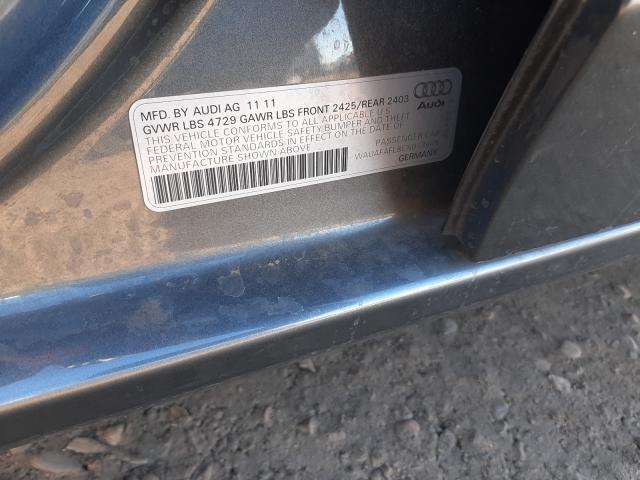 MFD. BY AUDI AG 11 11
GVWR LBS 4729 GAWR LBS FRONT 2425/REAR 2403
THIS VEHICLE CONFORMS TO ALL APPLICABLE U.S.
FEDERAL MOTOR VEHICLE SAFETY BUMPER AND THEFT
PREVENTION STANDARDS IN EFFECT ON THE DATE OF
MANUFACTURE SHOWN ABOVE
PASSENGER CAR
GERMANY
Audi